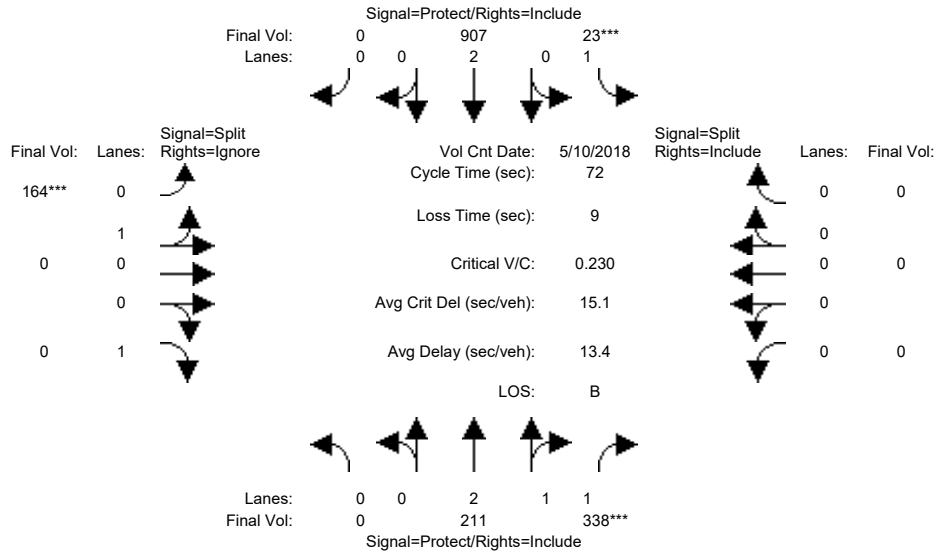 Signal=Protect/Rights=Include
Final Vol: 0 907 23***
Lanes: 0 0 2 0 1
Signal=Split
Final Vol: Lanes: Rights=Ignore
Vol Cnt Date: 5/10/2018
Signal=Split
Rights=Include Lanes: Final Vol:
Cycle Time (sec): 72
164*** 0
0 0
Loss Time (sec): 9
1
0
0 0
Critical V/C: 0.230
0 0
0
Avg Crit Del (sec/veh): 15.1
0
0 1
Avg Delay (sec/veh): 13.4
0 0
LOS: B
Lanes: 0 0 2 1 1
Final Vol: 0 211 338***
Signal=Protect/Rights=Include